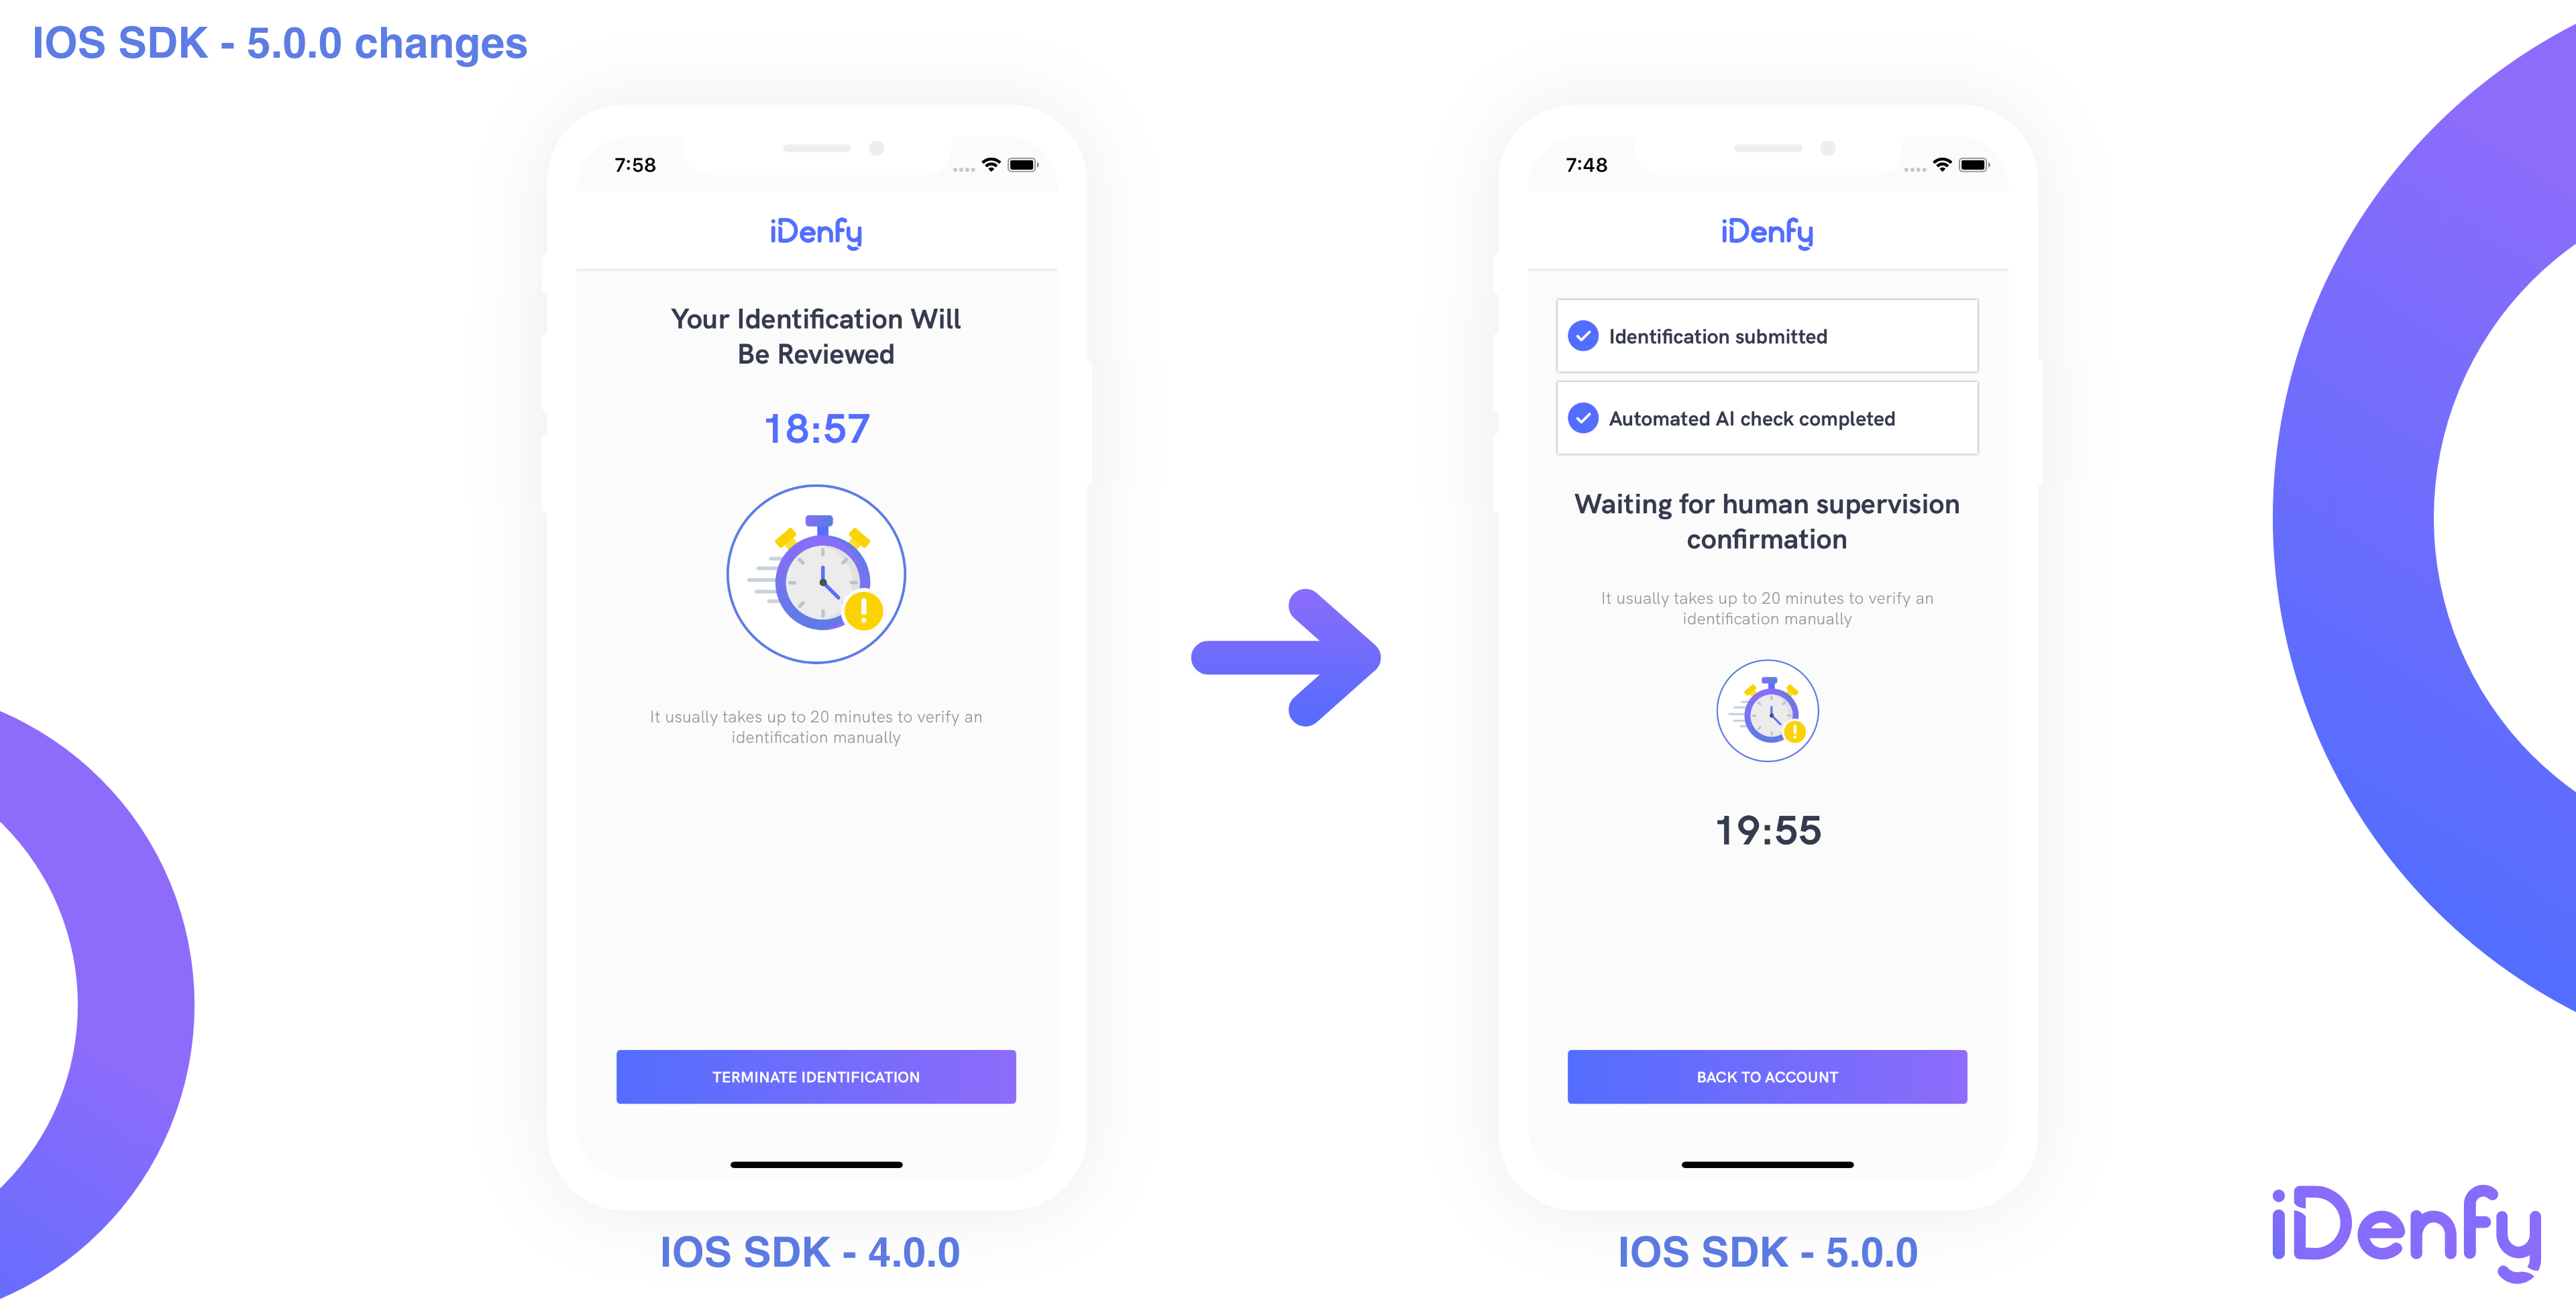 IOS SDK - 5.0.0 changes
7:58
iDenfy
Your Identification Will
Be Reviewed
18:57
It usually takes up to 20 minutes to verify an
identification manually
TERMINATE IDENTIFICATION
IOS SDK - 4.0.0
7:48
iDenfy
Identification submitted
Automated AI check completed
Waiting for human supervision
confirmation
It usually takes up to 20 minutes to verify an
identification manually
19:55
BACK TO ACCOUNT
IOS SDK - 5.0.0
iDenfy